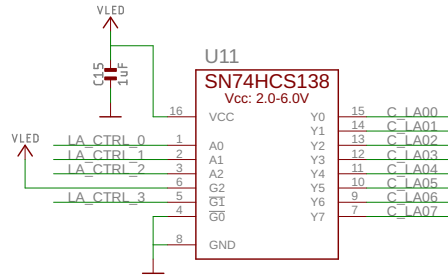 VLED
U11
C15
1uF
SN74HCS138
Vcc: 2.0-6.0V
16 VCC Y0 15 C_LA00
Y1 14 C_LA01
VLED LA_CTRL_0 1 A0 Y2 13 C_LA02
LA_CTRL_1 2 A1 Y3 12 C_LA03
LA_CTRL_2 3 A2 Y4 11 C_LA04
6 G2 Y5 10 C_LA05
LA_CTRL_3 5 G1 Y6 9 C_LA06
4 G0 Y7 7 C_LA07
8 GND